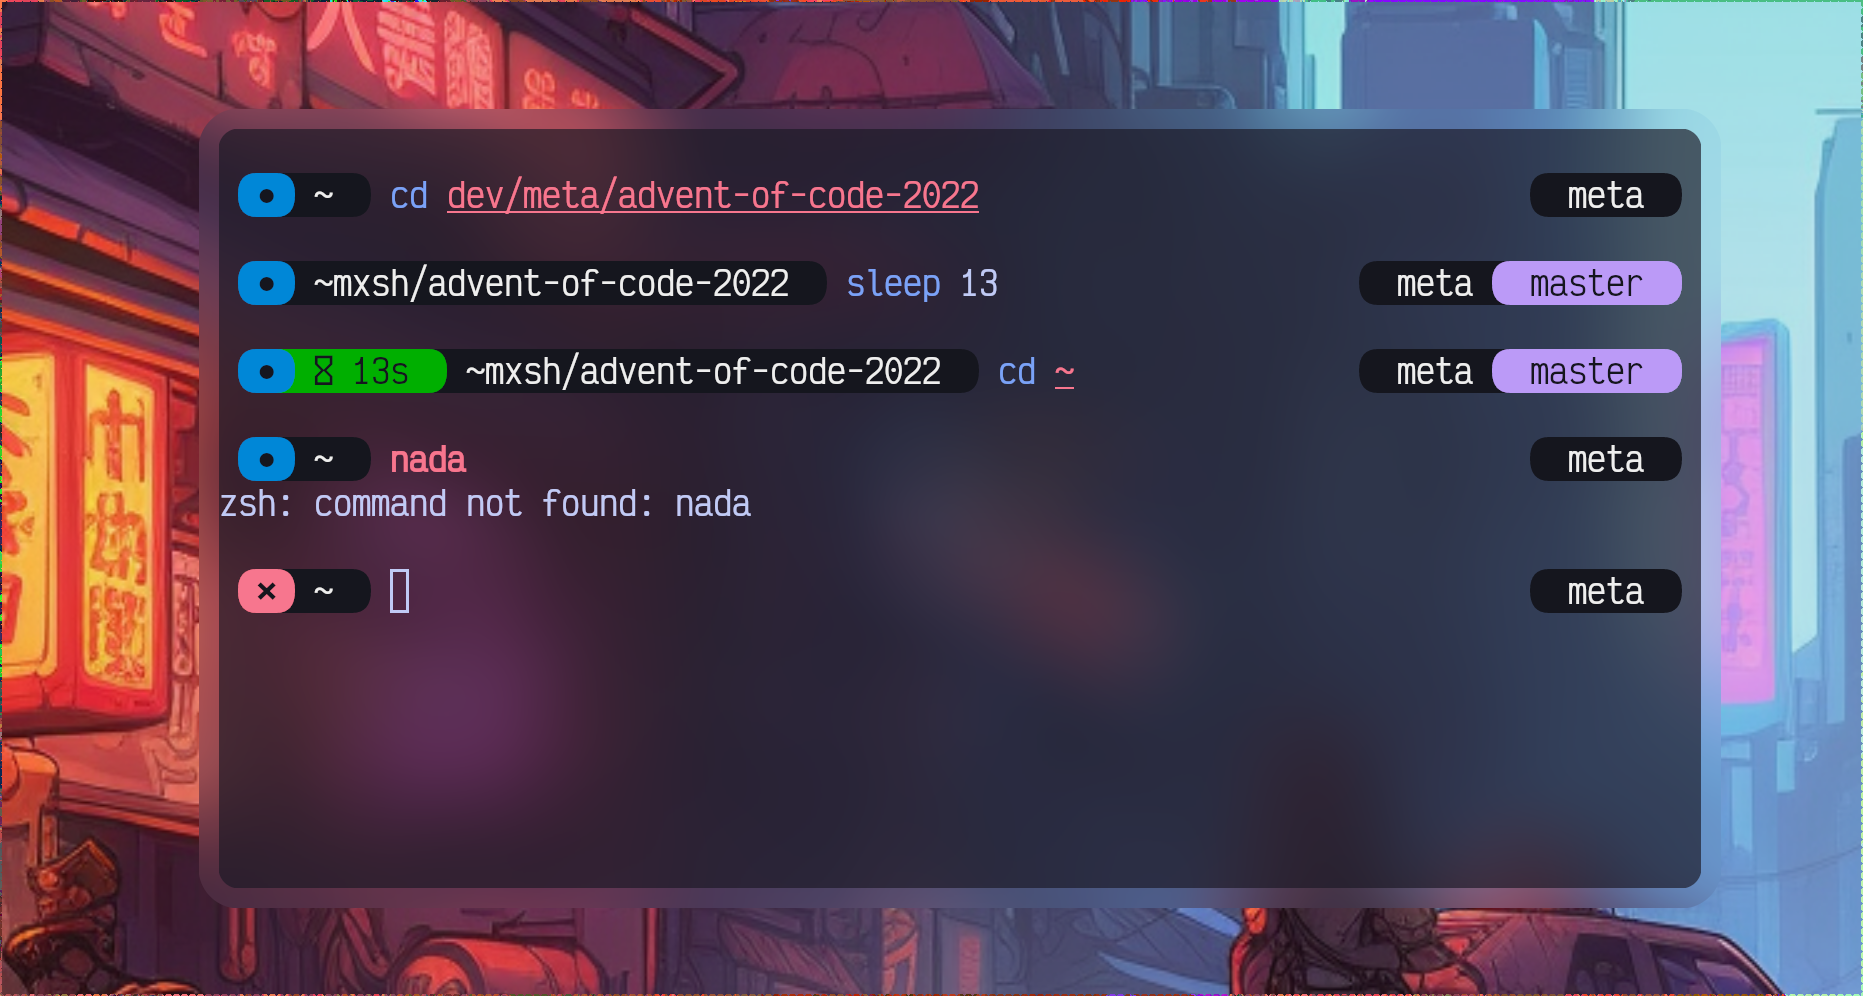 ● ~ cd dev/meta/advent-of-code-2022 meta
● ~mxsh/advent-of-code-2022 sleep 13 meta master
● ⌛ 13s ~mxsh/advent-of-code-2022 cd ~ meta master
● ~ nada meta
zsh: command not found: nada
× ~ meta